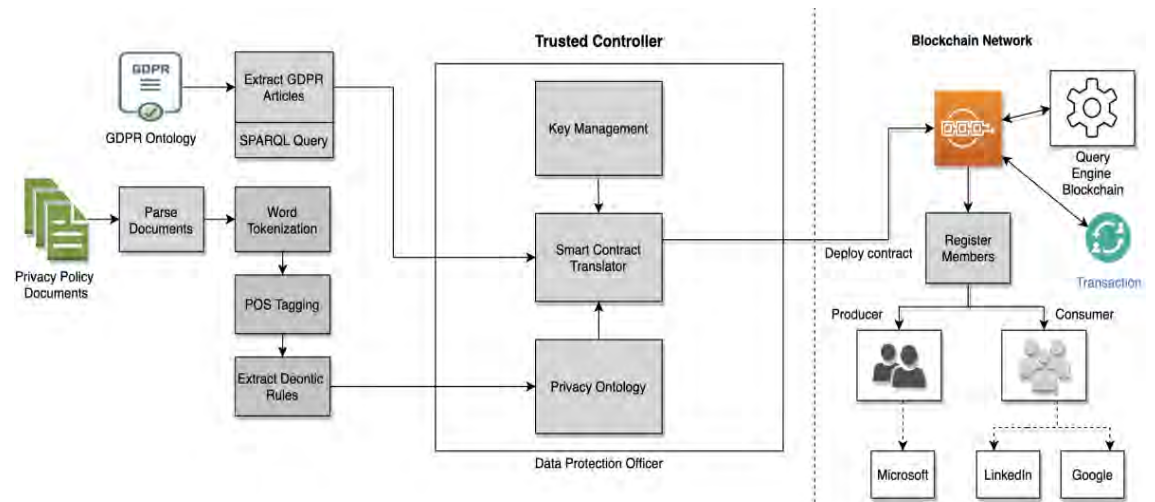 Trusted Controller
Blockchain Network
GDPR
GDPR Ontology
Extract GDPR
Articles
SPARQL Query
Key Management
Query
Engine
Blockchain
Privacy Policy
Documents
Parse
Documents
Word
Tokenization
Smart Contract
Translator
Deploy contract
Register
Members
Transaction
POS Tagging
Producer
Consumer
Extract Deontic
Rules
Privacy Ontology
Data Protection Officer
Microsoft
LinkedIn
Google